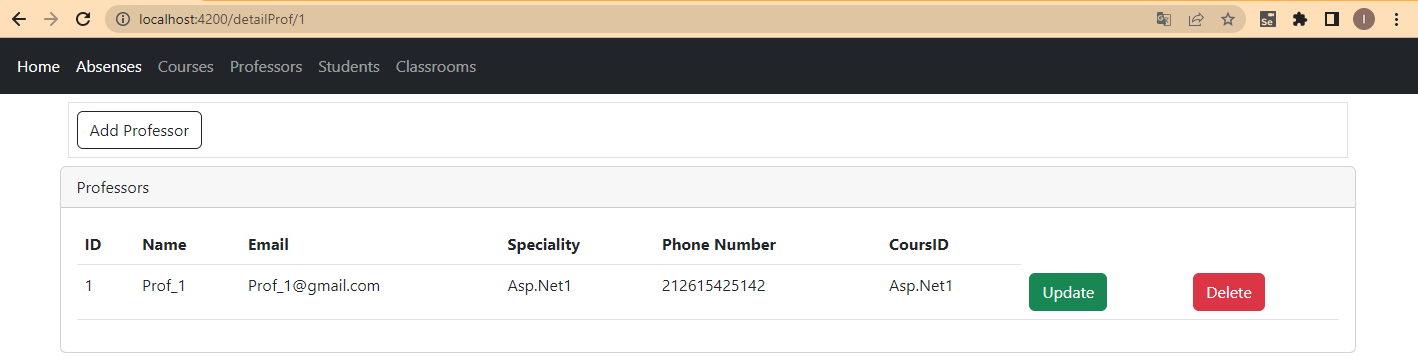 localhost:4200/detailProf/1
Se
I
Home Absenses Courses Professors Students Classrooms
Add Professor
Professors
ID Name Email Speciality Phone Number CoursID
1 Prof_1 Prof_1@gmail.com Asp.Net1 212615425142 Asp.Net1 Update Delete